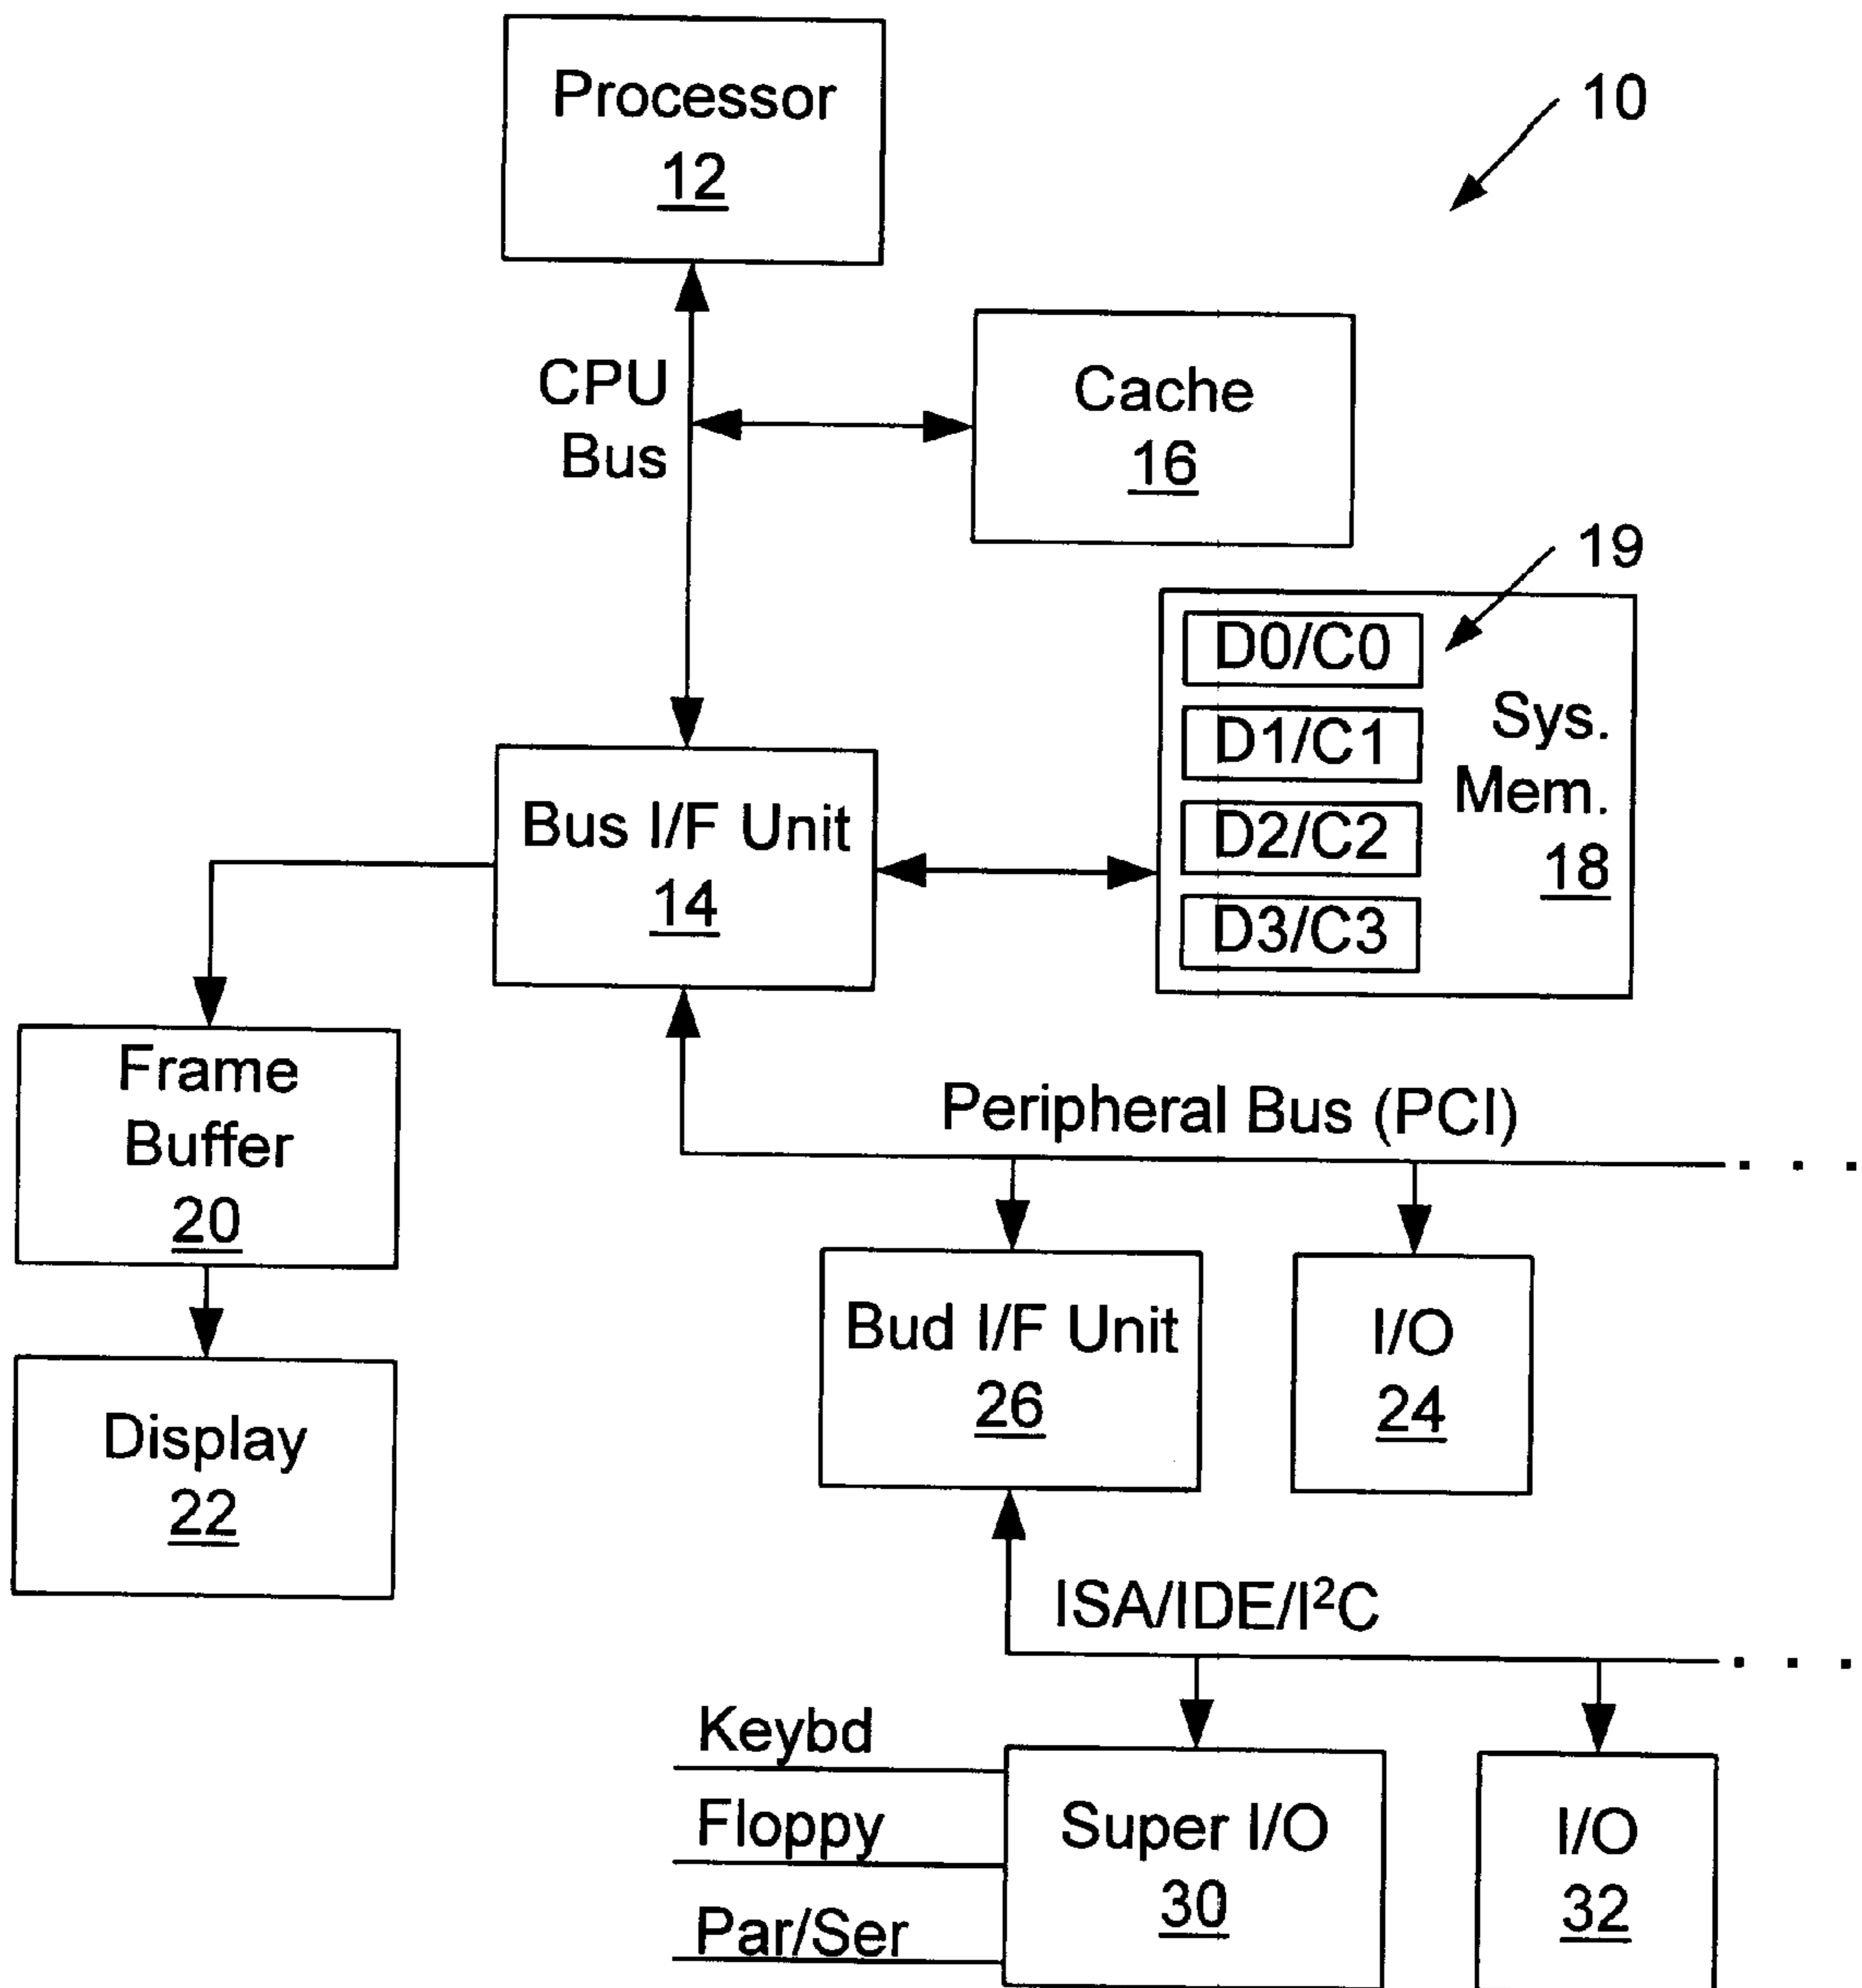 Processor
12
10
CPU
Bus
Cache
16
19
D0/C0
D1/C1
D2/C2
D3/C3
Sys.
Mem.
18
Bus I/F Unit
14
Frame
Buffer
20
Peripheral Bus (PCI)
. . .
Bud I/F Unit
26
I/O
24
Display
22
ISA/IDE/I²C
. . .
Keybd
Floppy
Par/Ser
Super I/O
30
I/O
32